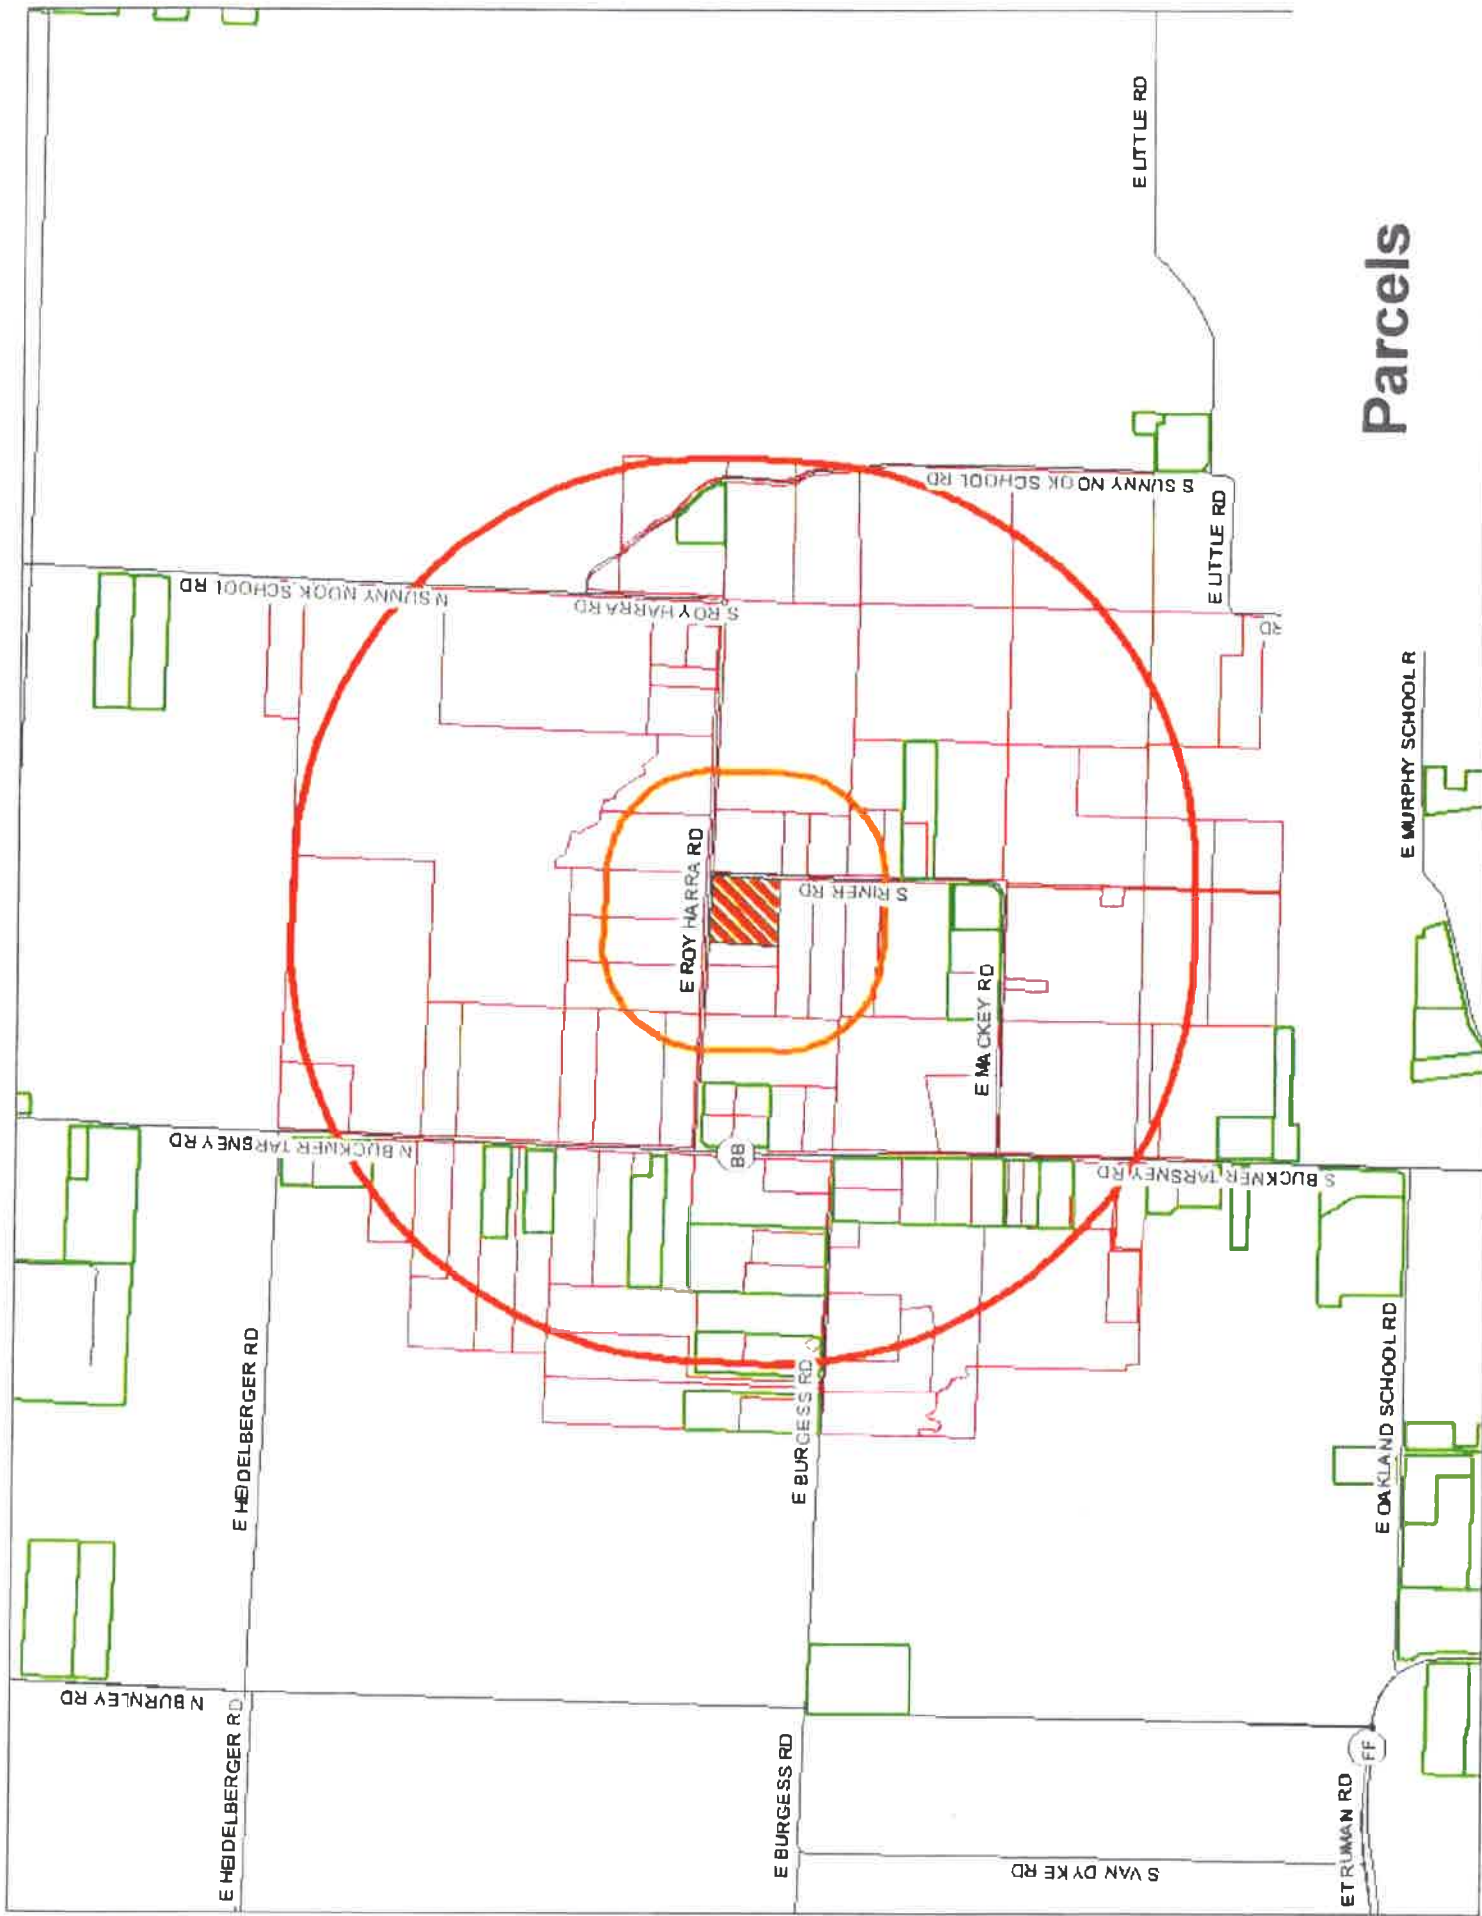 N BURNLEY RD
E HEIDELBERGER RD
E HEIDELBERGER RD
N BUCKNER TARSNEY RD
N SUNNY NOOK SCHOOL RD
E ROY HARRA RD
S ROY HARRA RD
E BURGESS RD
E BURGESS RD
BB
S RINER RD
E MACKEY RD
S SUNNY NOOK SCHOOL RD
E LITTLE RD
E LITTLE RD
RD
S VAN DYKE RD
S BUCKNER TARSNEY RD
E TRUMAN RD
FF
E OAKLAND SCHOOL RD
E MURPHY SCHOOL R
Parcels